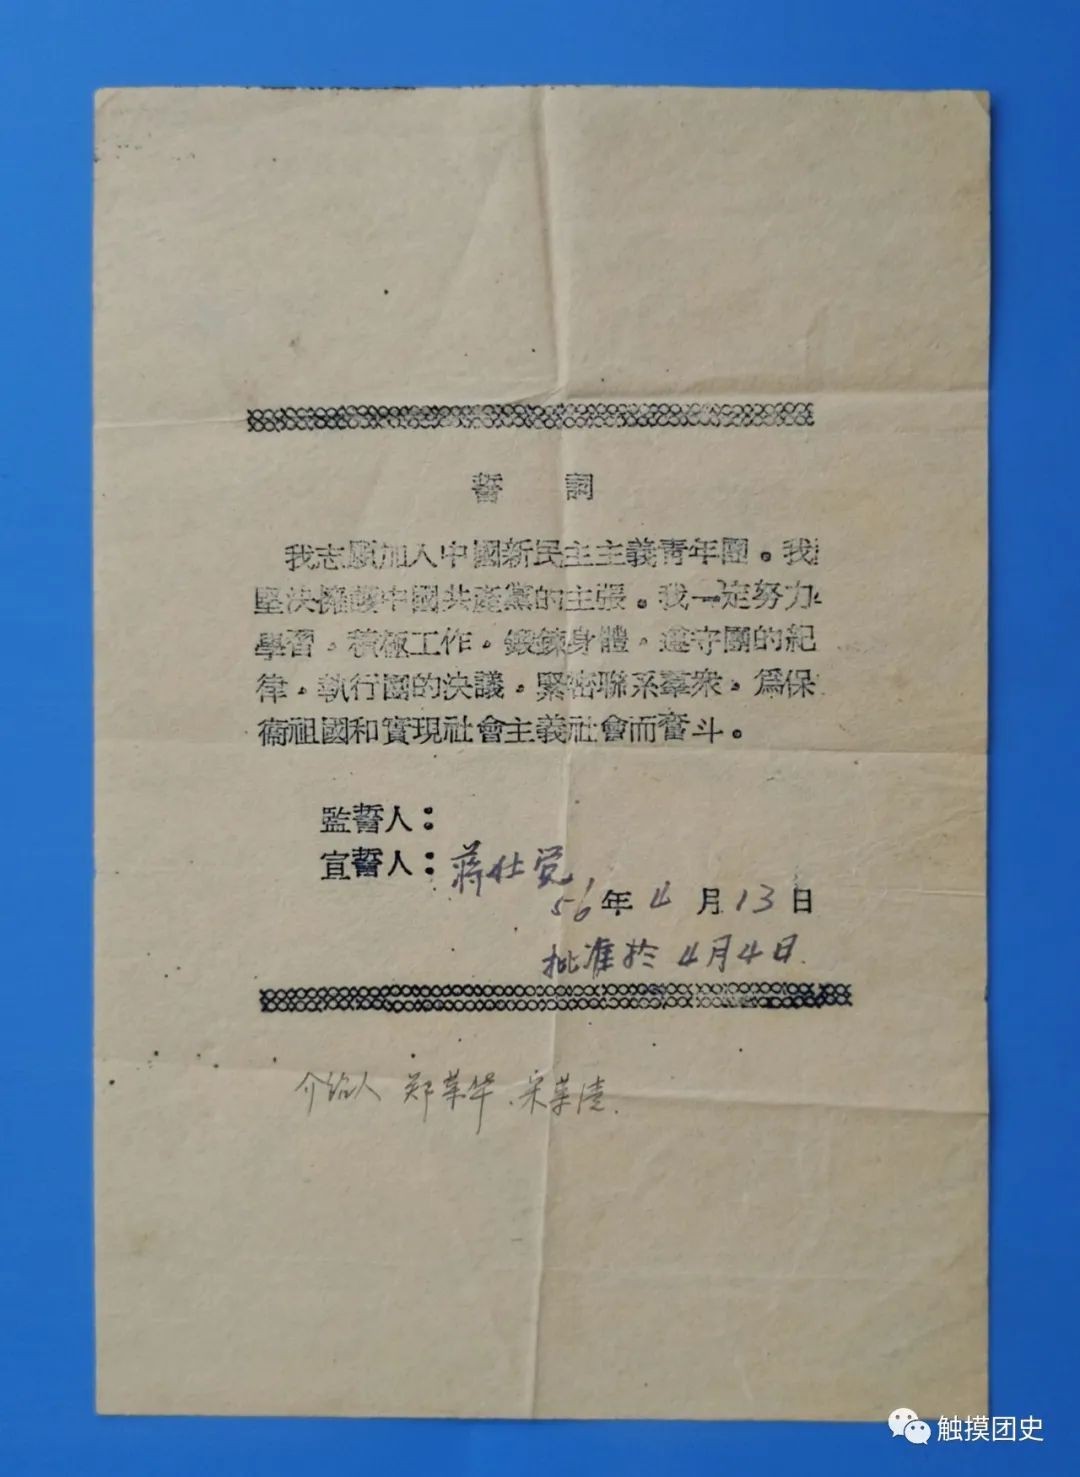 誓 詞
我志願加入中國新民主主義青年團。我
堅決擁護中國共產黨的主張。我一定努力
學習。積極工作。鍛鍊身體。遵守團的紀
律。執行團的決議。緊密聯系羣衆。爲保
衞祖國和實現社會主義社會而奮斗。
監誓人：
宣誓人：蔣仕党
56年4月13日
批准於4月4日.
介绍人 郑荣华、宋荣清.
触摸团史